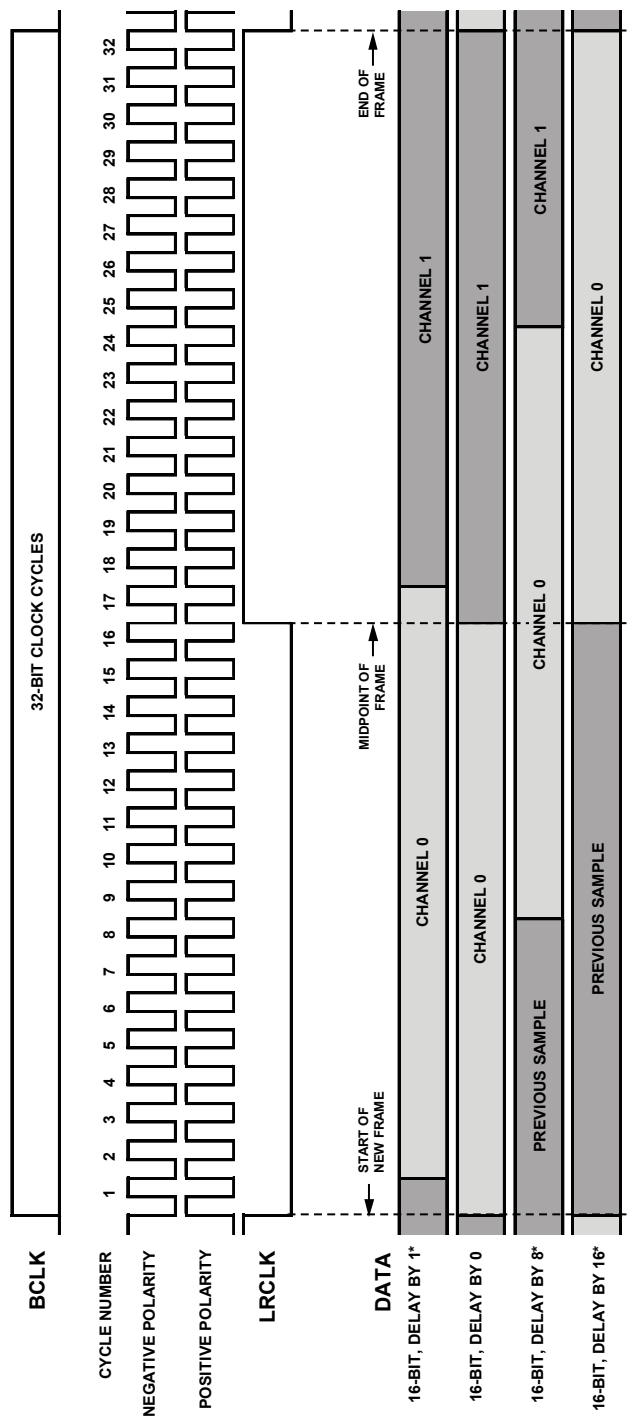 BCLK
32-BIT CLOCK CYCLES
CYCLE NUMBER
1 2 3 4 5 6 7 8 9 10 11 12 13 14 15 16 17 18 19 20 21 22 23 24 25 26 27 28 29 30 31 32
NEGATIVE POLARITY
POSITIVE POLARITY
LRCLK
START OF
NEW FRAME
MIDPOINT OF
FRAME
END OF
FRAME
DATA
16-BIT, DELAY BY 1*
CHANNEL 0
CHANNEL 1
16-BIT, DELAY BY 0
CHANNEL 0
CHANNEL 1
16-BIT, DELAY BY 8*
PREVIOUS SAMPLE
CHANNEL 0
CHANNEL 1
16-BIT, DELAY BY 16*
PREVIOUS SAMPLE
CHANNEL 0